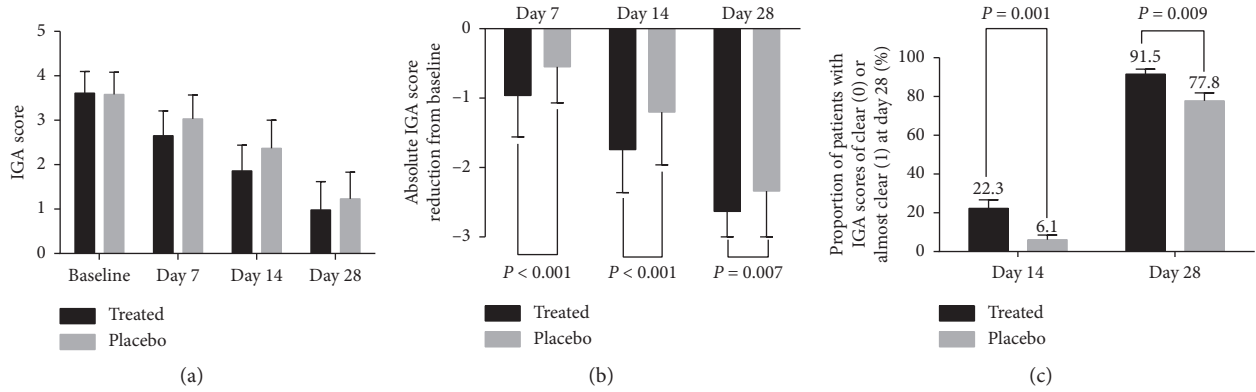 IGA score
5
4
3
2
1
0
Baseline
Day 7
Day 14
Day 28
Treated
Placebo
(a)
Absolute IGA score
reduction from baseline
Day 7
Day 14
Day 28
0
–1
–2
–3
P < 0.001
P < 0.001
P = 0.007
Treated
Placebo
(b)
Proportion of patients with
IGA scores of clear (0) or
almost clear (1) at day 28 (%)
P = 0.001
P = 0.009
100
80
60
40
20
0
22.3
6.1
91.5
77.8
Day 14
Day 28
Treated
Placebo
(c)